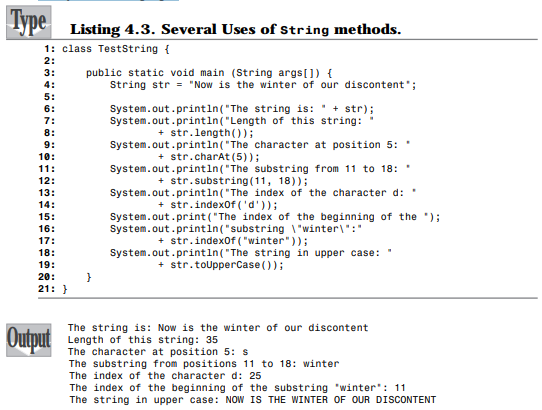 Type
Listing 4.3. Several Uses of String methods.
1: class TestString {
2:
3:     public static void main (String args[]) {
4:         String str = "Now is the winter of our discontent";
5:
6:         System.out.println("The string is: " + str);
7:         System.out.println("Length of this string: "
8:                 + str.length());
9:         System.out.println("The character at position 5: "
10:                 + str.charAt(5));
11:         System.out.println("The substring from 11 to 18: "
12:                 + str.substring(11, 18));
13:         System.out.println("The index of the character d: "
14:                 + str.indexOf('d'));
15:         System.out.print("The index of the beginning of the ");
16:         System.out.println("substring \"winter\":"
17:                 + str.indexOf("winter"));
18:         System.out.println("The string in upper case: "
19:                 + str.toUpperCase());
20:     }
21: }
Output
The string is: Now is the winter of our discontent
Length of this string: 35
The character at position 5: s
The substring from positions 11 to 18: winter
The index of the character d: 25
The index of the beginning of the substring "winter": 11
The string in upper case: NOW IS THE WINTER OF OUR DISCONTENT